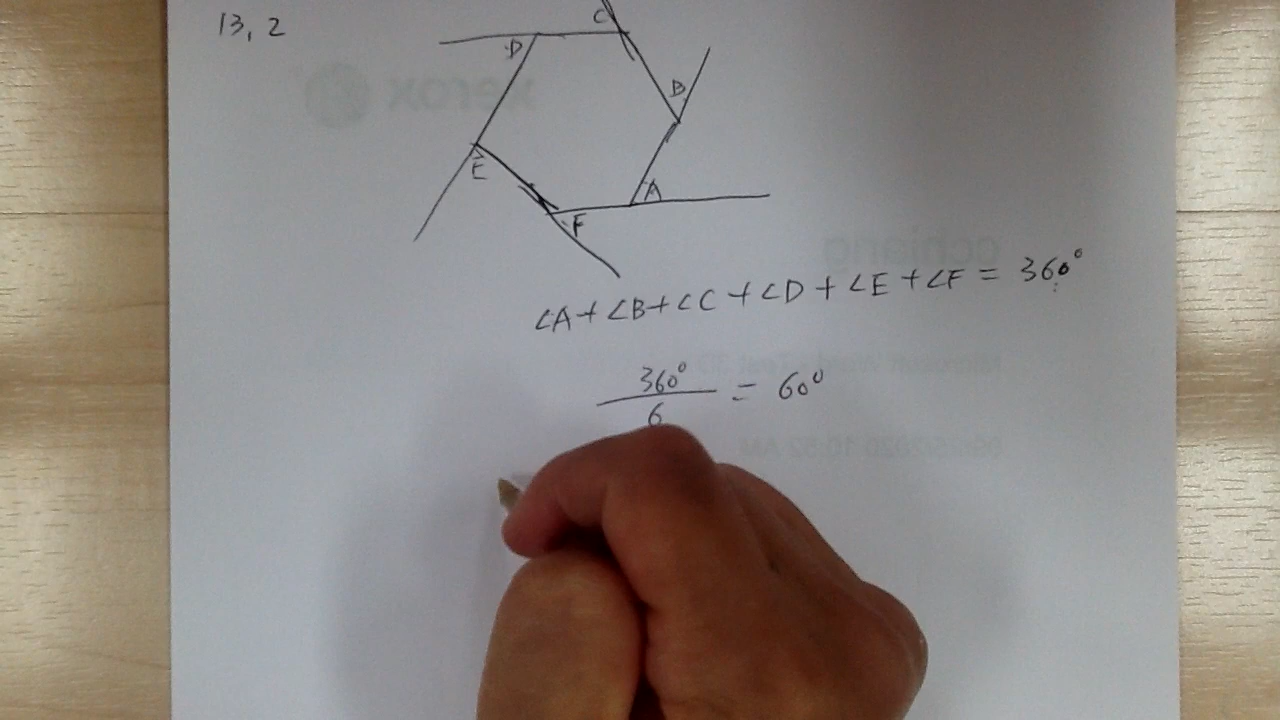 13, 2
C
D
B
E
A
F
∠A+∠B+∠C+∠D+∠E+∠F = 360°
360°/6 = 60°